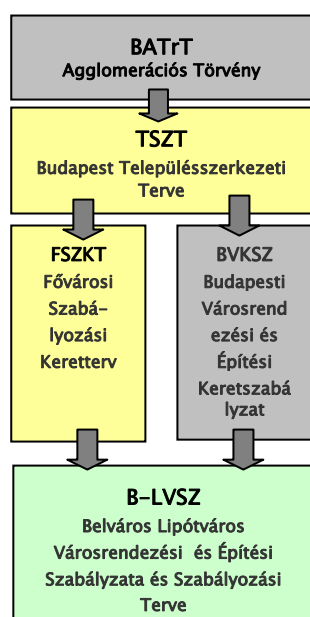 BATrT
Agglomerációs Törvény
TSZT
Budapest Településszerkezeti
Terve
FSZKT
Fővárosi
Szabá-
lyozási
Keretterv
BVKSZ
Budapesti
Városrend
ezési és
Építési
Keretszabá
lyzat
B-LVSZ
Belváros Lipótváros
Városrendezési és Építési
Szabályzata és Szabályozási
Terve